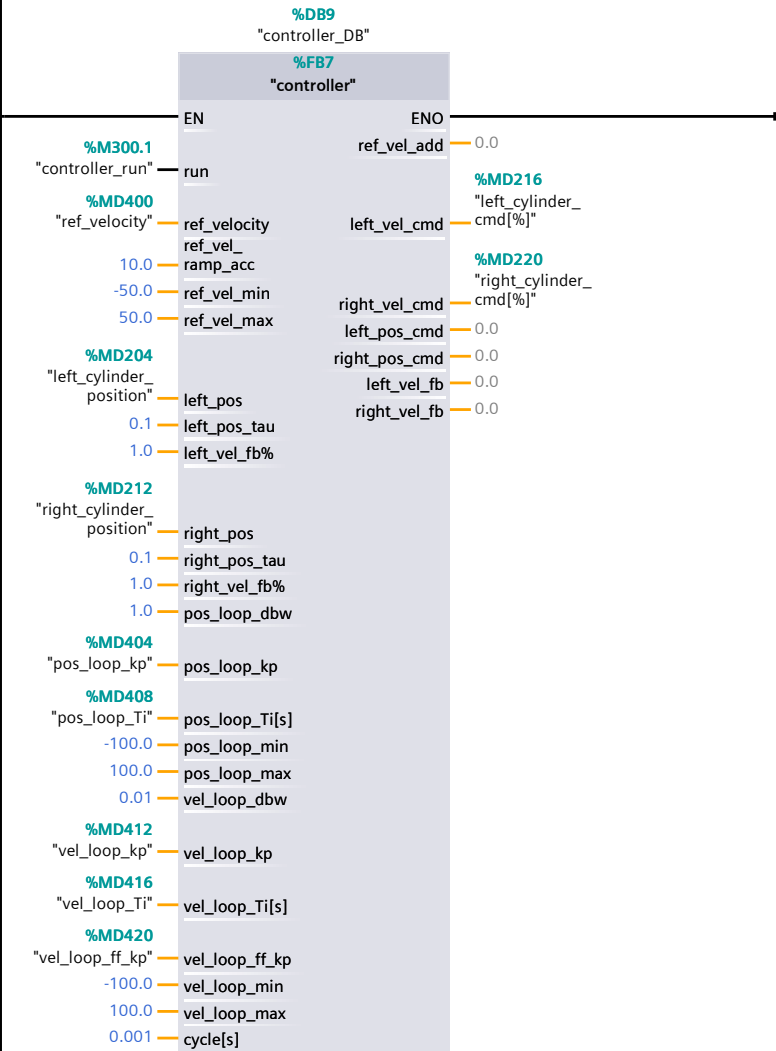 %DB9
"controller_DB"
%FB7
"controller"
EN
ENO
ref_vel_add
0.0
%M300.1
"controller_run"
run
%MD400
"ref_velocity"
ref_velocity
%MD216
"left_cylinder_
cmd[%]"
left_vel_cmd
ref_vel_
ramp_acc
10.0
-50.0
ref_vel_min
50.0
ref_vel_max
%MD220
"right_cylinder_
cmd[%]"
right_vel_cmd
left_pos_cmd
0.0
right_pos_cmd
0.0
left_vel_fb
0.0
right_vel_fb
0.0
%MD204
"left_cylinder_
position"
left_pos
0.1
left_pos_tau
1.0
left_vel_fb%
%MD212
"right_cylinder_
position"
right_pos
0.1
right_pos_tau
1.0
right_vel_fb%
1.0
pos_loop_dbw
%MD404
"pos_loop_kp"
pos_loop_kp
%MD408
"pos_loop_Ti"
pos_loop_Ti[s]
-100.0
pos_loop_min
100.0
pos_loop_max
0.01
vel_loop_dbw
%MD412
"vel_loop_kp"
vel_loop_kp
%MD416
"vel_loop_Ti"
vel_loop_Ti[s]
%MD420
"vel_loop_ff_kp"
vel_loop_ff_kp
-100.0
vel_loop_min
100.0
vel_loop_max
0.001
cycle[s]